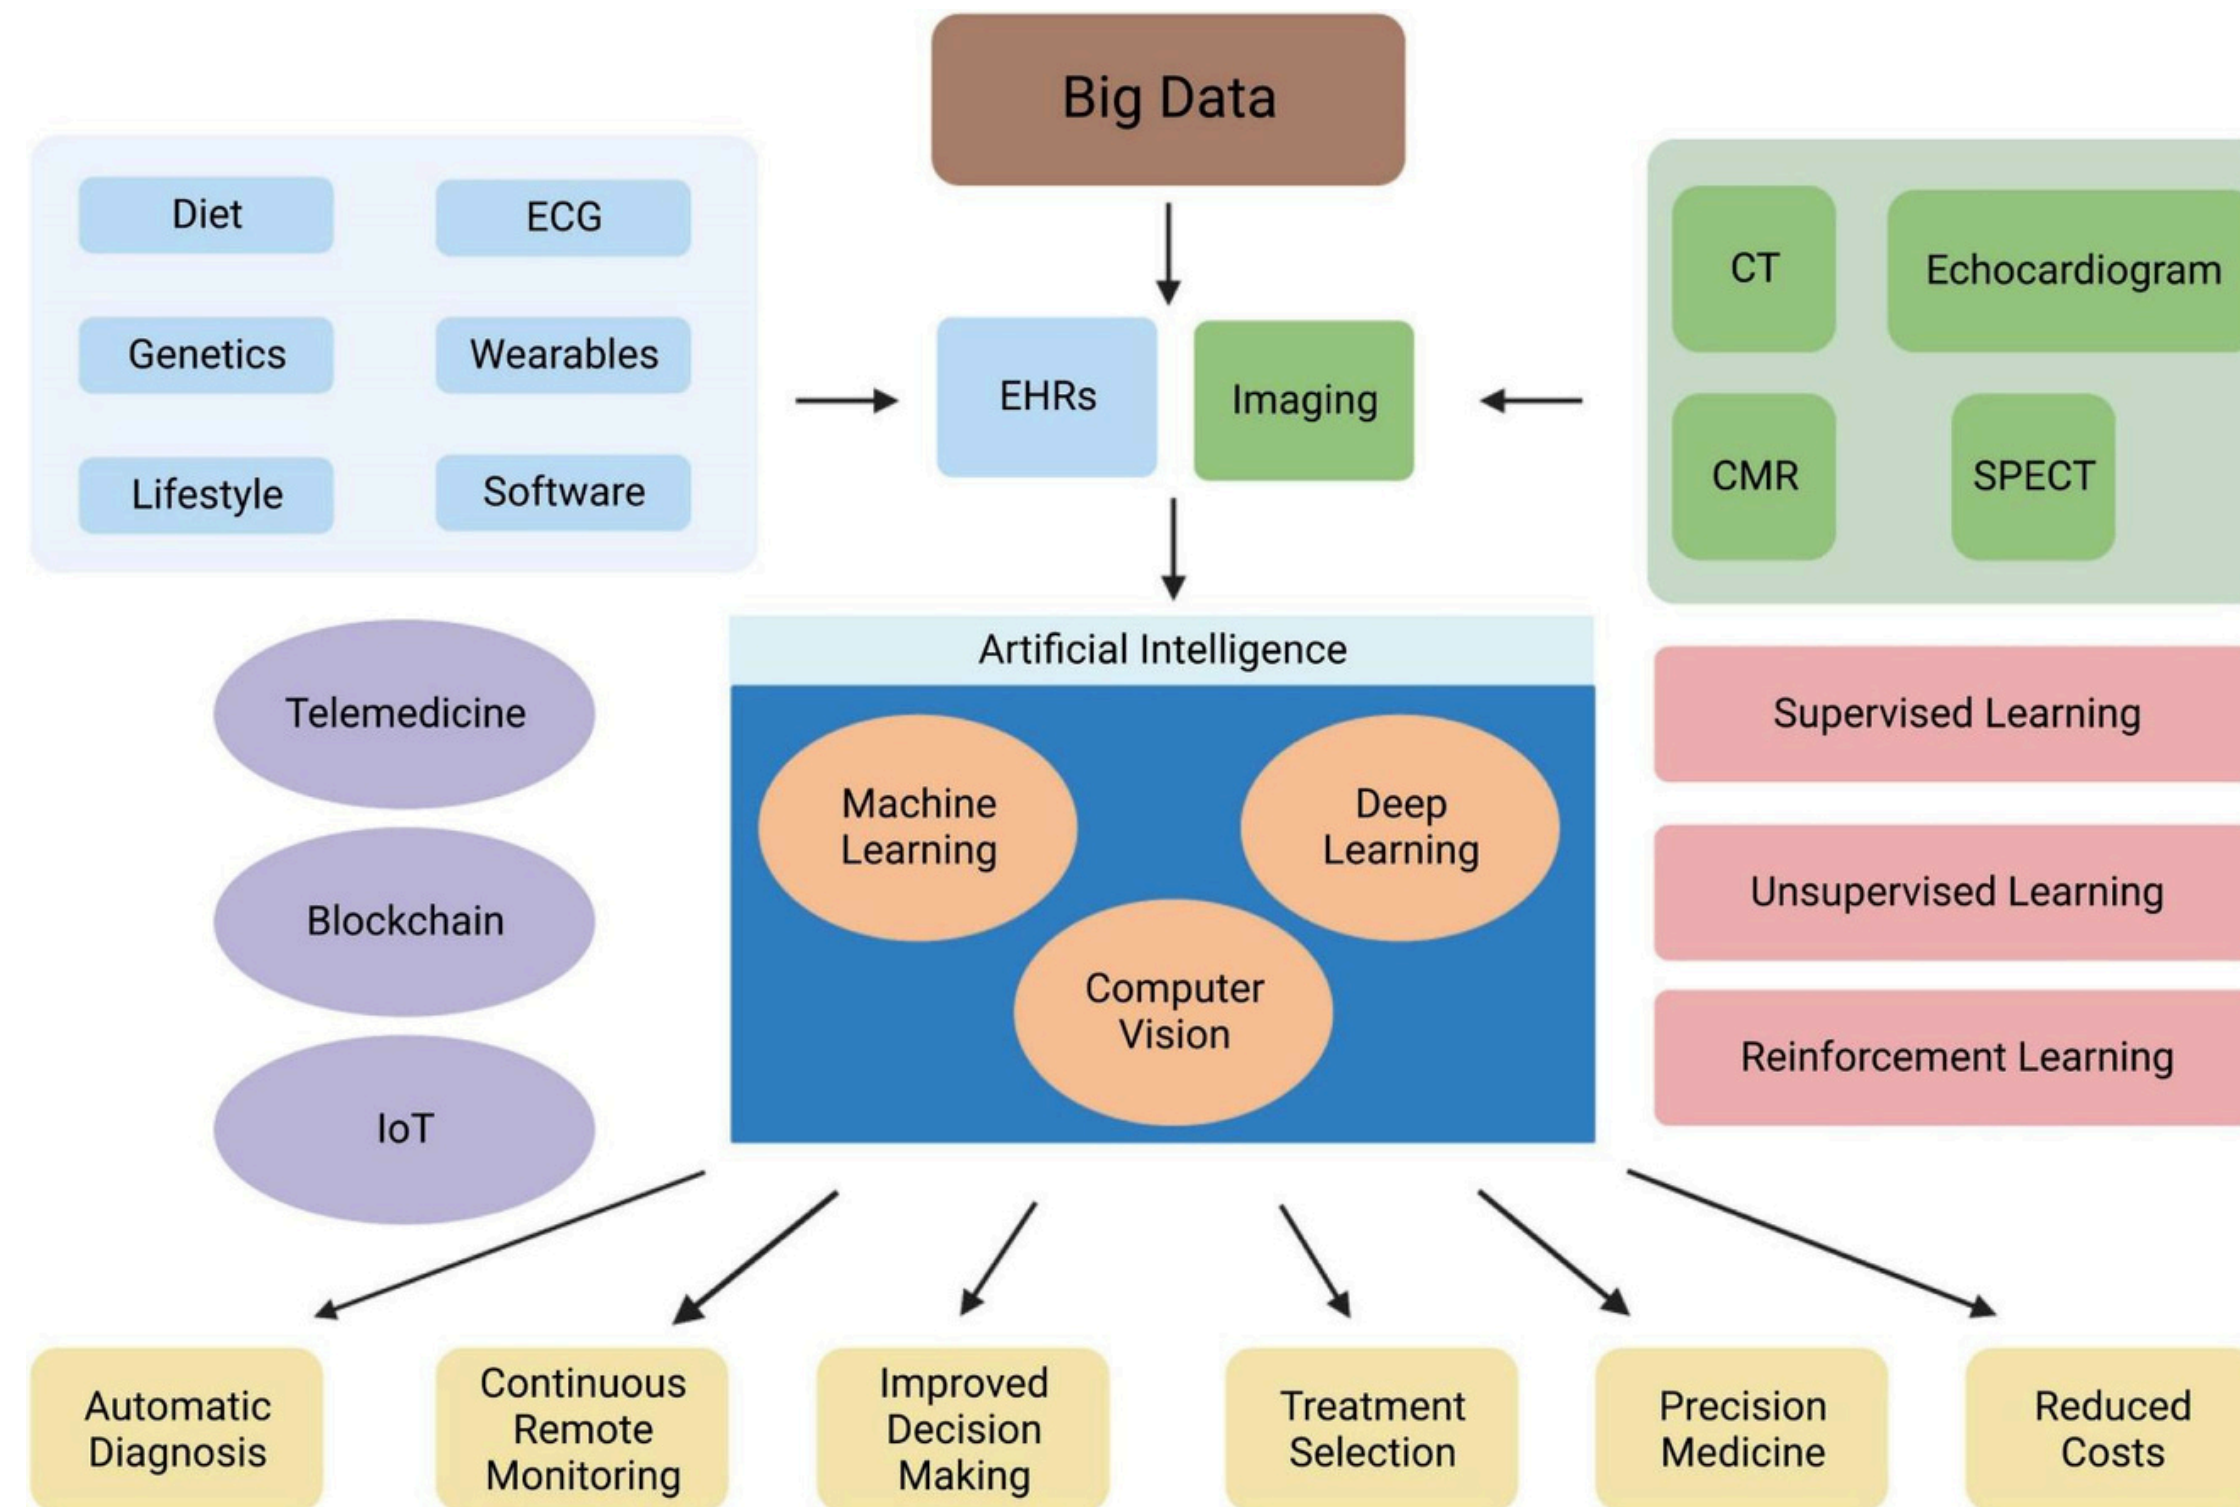 Big Data
Diet
ECG
Genetics
Wearables
Lifestyle
Software
EHRs
Imaging
CT
Echocardiogram
CMR
SPECT
Telemedicine
Blockchain
IoT
Artificial Intelligence
Machine
Learning
Deep
Learning
Computer
Vision
Supervised Learning
Unsupervised Learning
Reinforcement Learning
Automatic
Diagnosis
Continuous
Remote
Monitoring
Improved
Decision
Making
Treatment
Selection
Precision
Medicine
Reduced
Costs